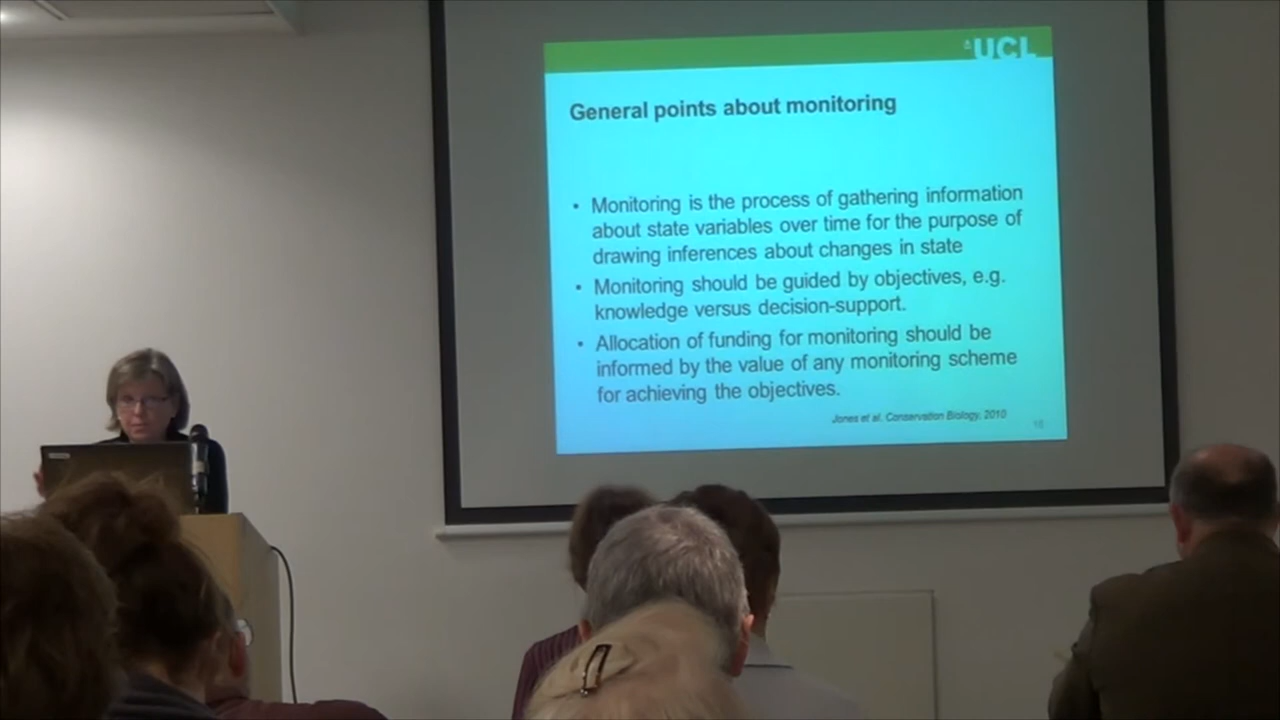 UCL
General points about monitoring
• Monitoring is the process of gathering information
about state variables over time for the purpose of
drawing inferences about changes in state
• Monitoring should be guided by objectives, e.g.
knowledge versus decision-support.
• Allocation of funding for monitoring should be
informed by the value of any monitoring scheme
for achieving the objectives.
Jones et al. Conservation Biology, 2010